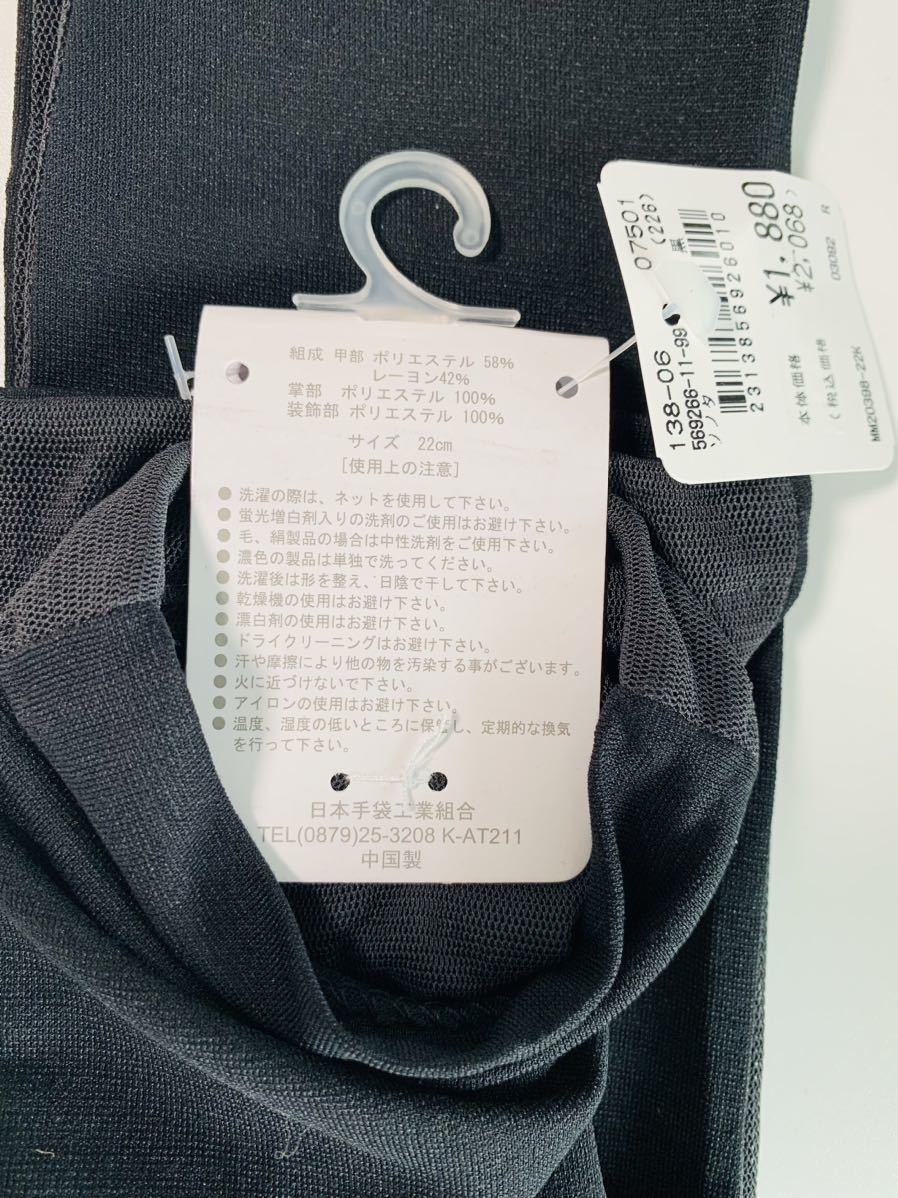 組成 甲部 ポリエステル 58%
レーヨン42%
掌部 ポリエステル 100%
装飾部 ポリエステル 100%
サイズ 22cm
[使用上の注意]
● 洗濯の際は、ネットを使用して下さい。
● 蛍光増白剤入りの洗剤のご使用はお避け下さい。
● 毛、絹製品の場合は中性洗剤をご使用下さい。
● 濃色の製品は単独で洗ってください。
● 洗濯後は形を整え、日陰で干して下さい。
● 乾燥機の使用はお避け下さい。
● 漂白剤の使用はお避け下さい。
● ドライクリーニングはお避け下さい。
● 汗や摩擦により他の物を汚染する事がございます。
● 火に近づけないで下さい。
● アイロンの使用はお避け下さい。
● 温度、湿度の低いところに保管し、定期的な換気
を行って下さい。
日本手袋工業組合
TEL(0879)25-3208 K-AT211
中国製
138-06 07501
569266-11-99 (226)
ソノタ 黒
2313856926010
本体価格 ¥1,880
(税込価格 ¥2,068)
MM20398-22K 03092 R